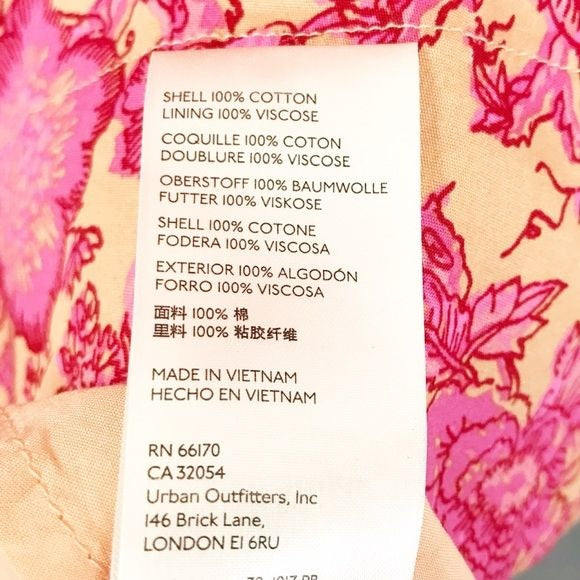 SHELL 100% COTTON
LINING 100% VISCOSE
COQUILLE 100% COTON
DOUBLURE 100% VISCOSE
OBERSTOFF 100% BAUMWOLLE
FUTTER 100% VISKOSE
SHELL 100% COTONE
FODERA 100% VISCOSA
EXTERIOR 100% ALGODÓN
FORRO 100% VISCOSA
面料 100% 棉
里料 100% 粘胶纤维
MADE IN VIETNAM
HECHO EN VIETNAM
RN 66170
CA 32054
Urban Outfitters, Inc
146 Brick Lane,
LONDON E1 6RU